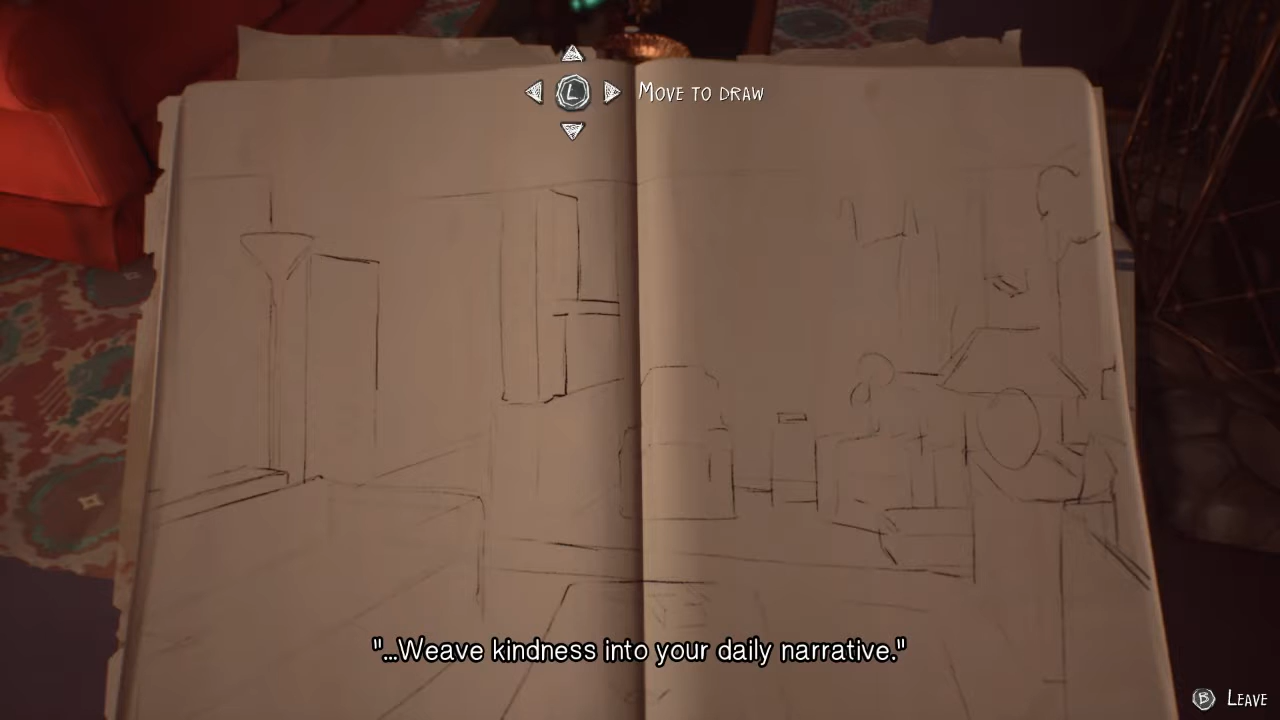 L MOVE TO DRAW
"...Weave kindness into your daily narrative."
B LEAVE